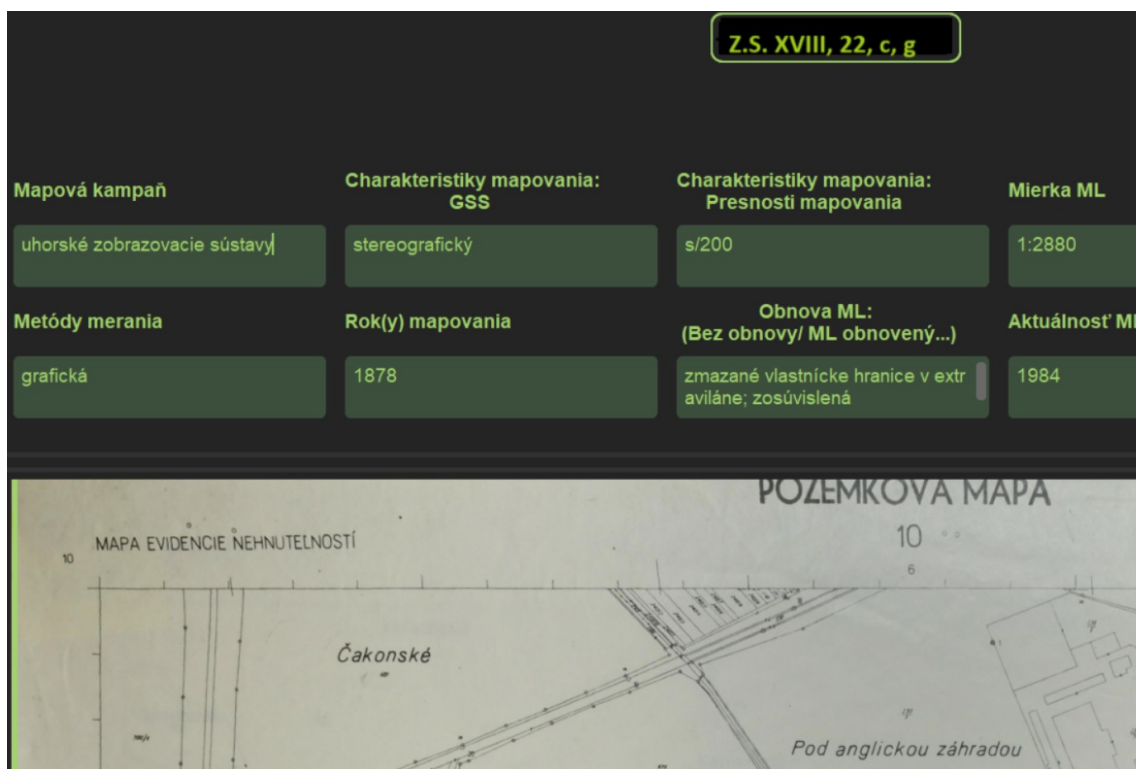 Z.S. XVIII, 22, c, g
Mapová kampaň
Charakteristiky mapovania:
GSS
Charakteristiky mapovania:
Presnosti mapovania
Mierka ML
uhorské zobrazovacie sústavy
stereografický
s/200
1:2880
Metódy merania
Rok(y) mapovania
Obnova ML:
(Bez obnovy/ ML obnovený...)
Aktuálnosť ML
grafická
1878
zmazané vlastnícke hranice v extr
aviláne; zosúvislená
1984
POZEMKOVÁ MAPA
MAPA EVIDENCIE NEHNUTEĽNOSTÍ
10
10
6
Čakonské
Pod anglickou záhradou